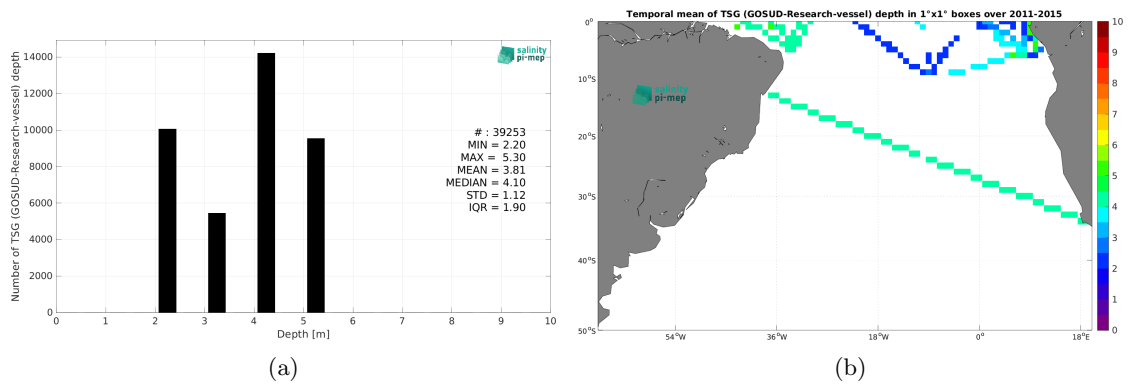 14000
12000
10000
8000
6000
4000
2000
0
Number of TSG (GOSUD-Research-vessel) depth
salinity
pi-mep
# : 39253
MIN = 2.20
MAX = 5.30
MEAN = 3.81
MEDIAN = 4.10
STD = 1.12
IQR = 1.90
0 1 2 3 4 5 6 7 8 9 10
Depth [m]
(a)
Temporal mean of TSG (GOSUD-Research-vessel) depth in 1°x1° boxes over 2011-2015
0°
10°S
20°S
30°S
40°S
50°S
salinity
pi-mep
54°W 36°W 18°W 0° 18°E
10
9
8
7
6
5
4
3
2
1
0
(b)